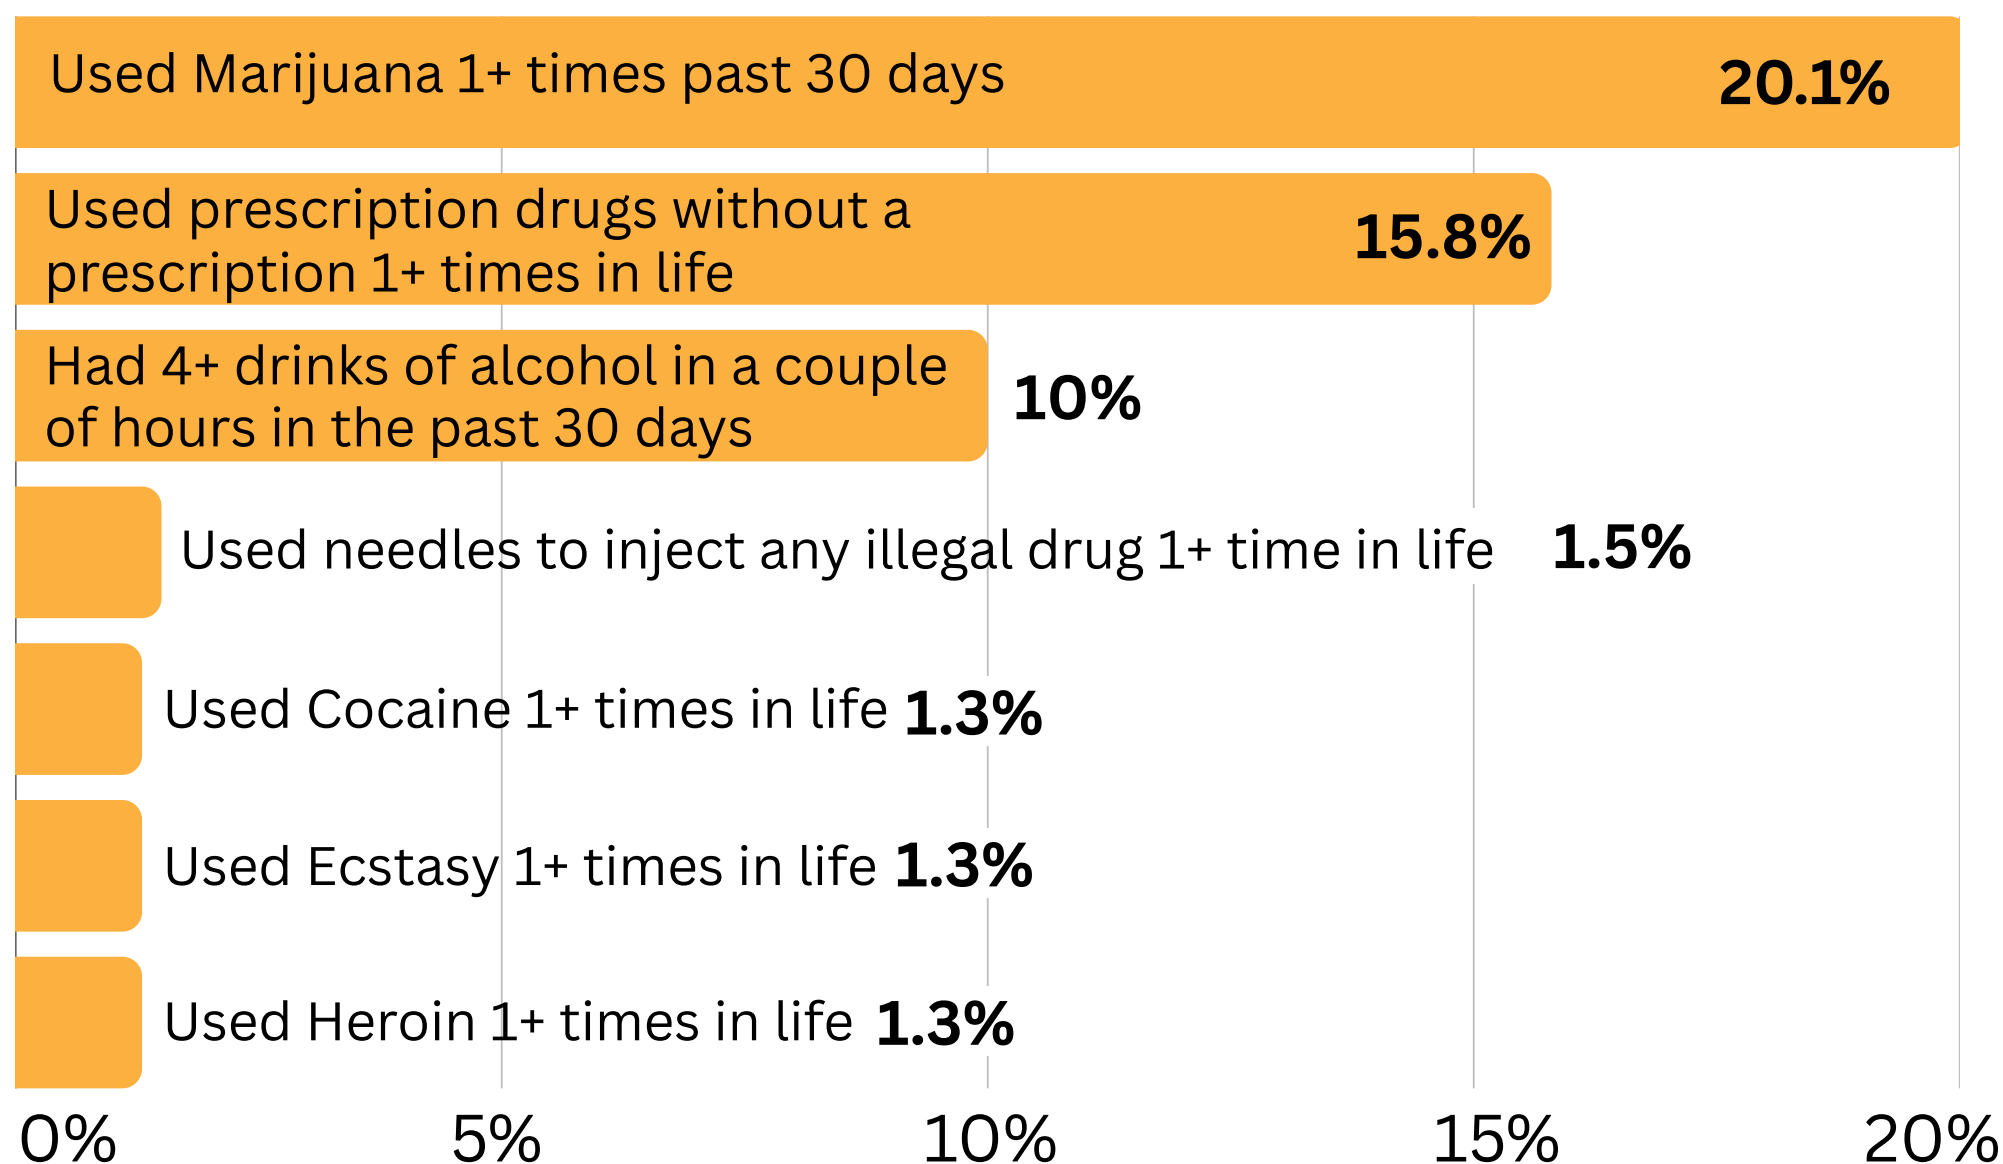 Used Marijuana 1+ times past 30 days 20.1%
Used prescription drugs without a
prescription 1+ times in life 15.8%
Had 4+ drinks of alcohol in a couple
of hours in the past 30 days 10%
Used needles to inject any illegal drug 1+ time in life 1.5%
Used Cocaine 1+ times in life 1.3%
Used Ecstasy 1+ times in life 1.3%
Used Heroin 1+ times in life 1.3%
0% 5% 10% 15% 20%